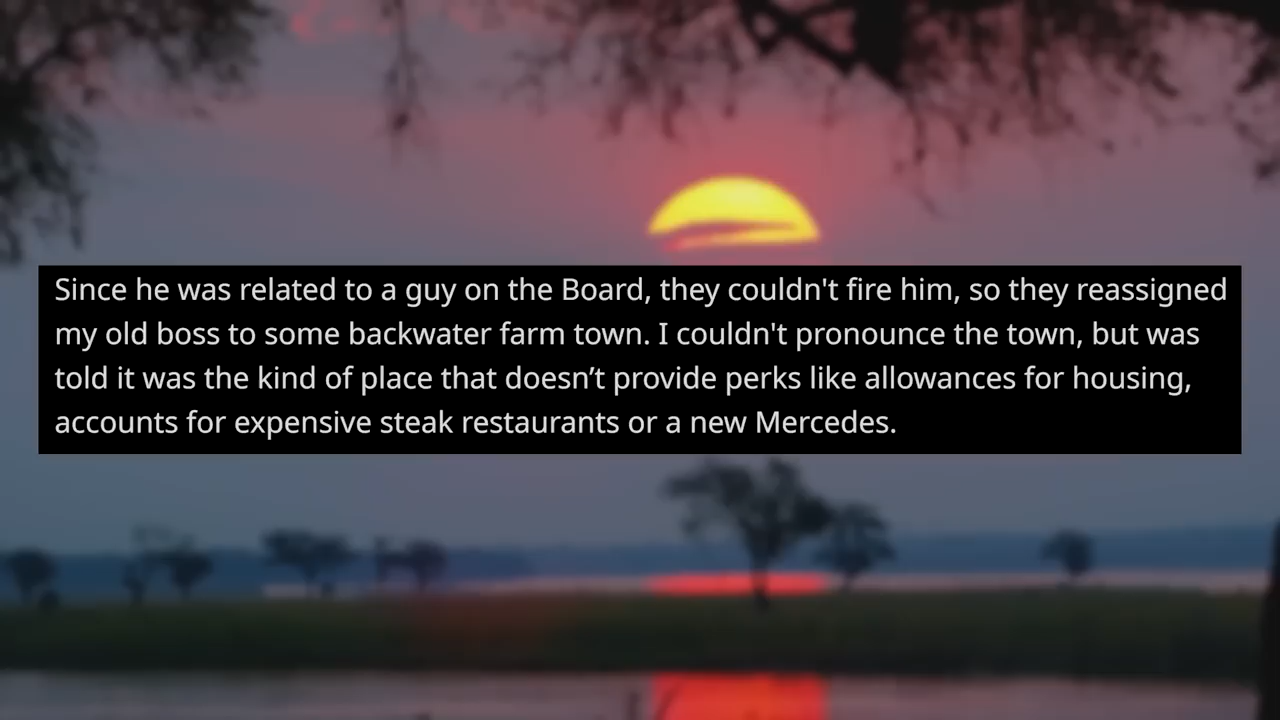 Since he was related to a guy on the Board, they couldn't fire him, so they reassigned
my old boss to some backwater farm town. I couldn't pronounce the town, but was
told it was the kind of place that doesn’t provide perks like allowances for housing,
accounts for expensive steak restaurants or a new Mercedes.